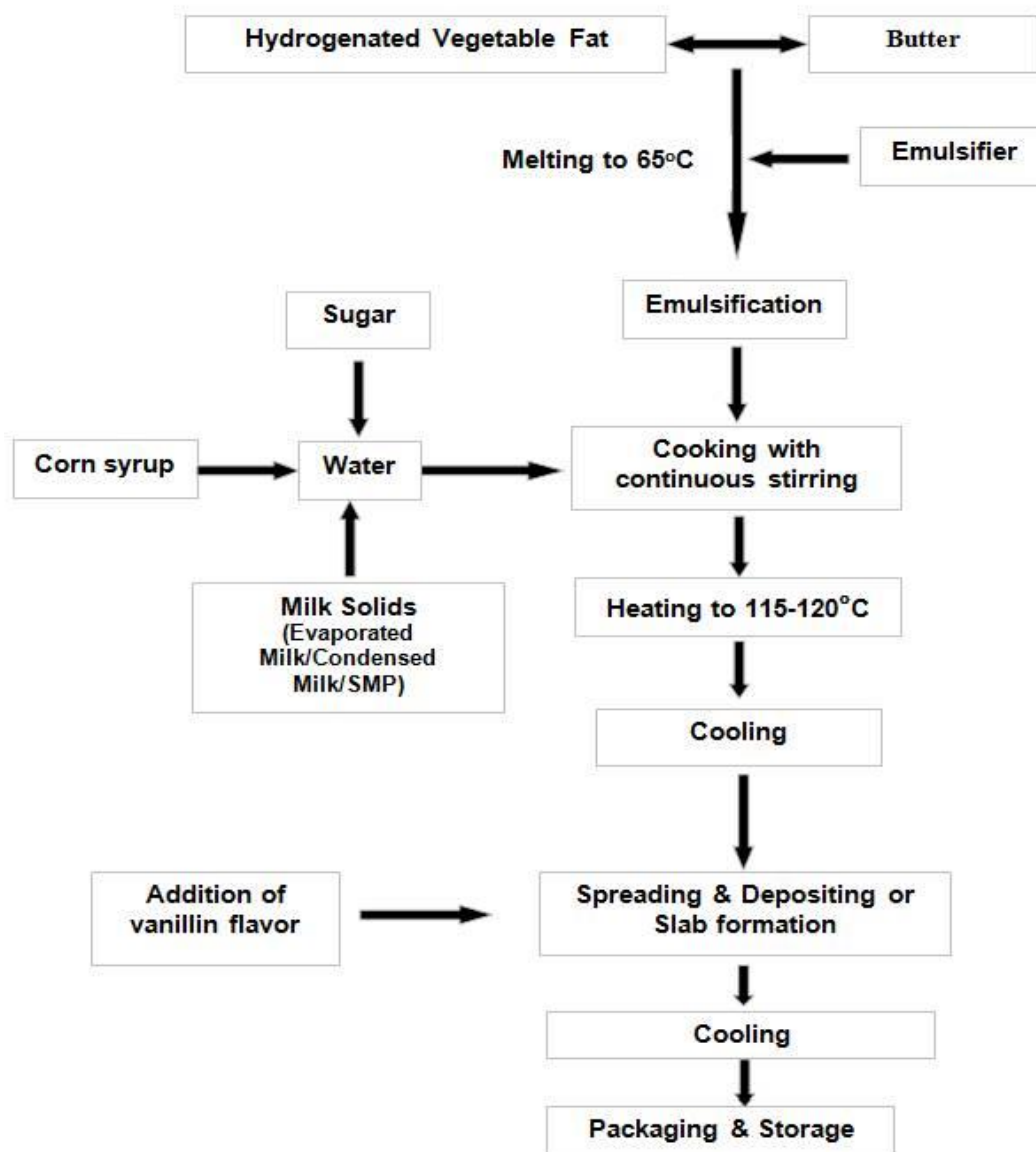 Hydrogenated Vegetable Fat
Butter
Melting to 65°C
Emulsifier
Emulsification
Sugar
Corn syrup
Water
Cooking with
continuous stirring
Milk Solids
(Evaporated
Milk/Condensed
Milk/SMP)
Heating to 115-120°C
Cooling
Addition of
vanillin flavor
Spreading & Depositing or
Slab formation
Cooling
Packaging & Storage